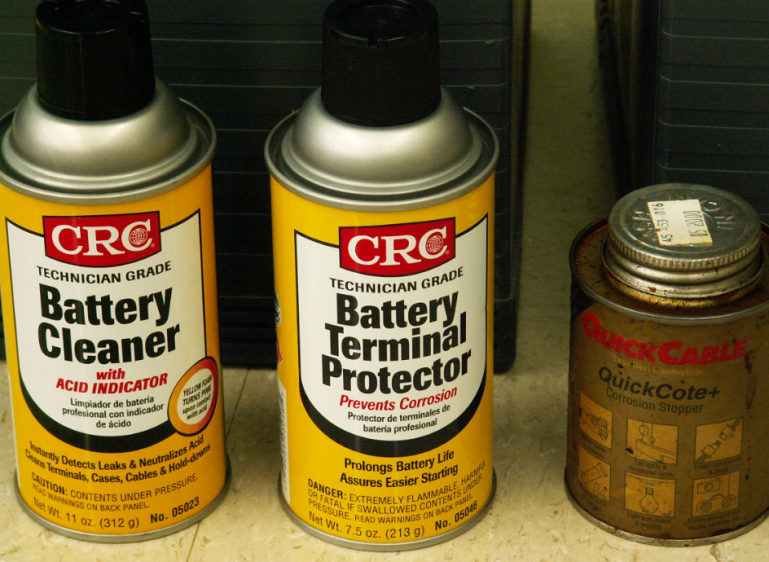 CRC
TECHNICIAN GRADE
Battery
Cleaner
with
ACID INDICATOR
Limpiador de batería
profesional con indicador
de ácido
YELLOW FOAM
TURNS PINK
upon contact
with acid
Instantly Detects Leaks & Neutralizes Acid
Cleans Terminals, Cases, Cables & Hold-downs
CAUTION: CONTENTS UNDER PRESSURE.
READ WARNINGS ON BACK PANEL.
Net Wt. 11 oz. (312 g) No. 05023
CRC
TECHNICIAN GRADE
Battery
Terminal
Protector
Prevents Corrosion
Protector de terminales de
batería profesional
Prolongs Battery Life
Assures Easier Starting
DANGER: EXTREMELY FLAMMABLE, HARMFUL
OR FATAL IF SWALLOWED CONTENTS UNDER
PRESSURE. READ WARNINGS ON BACK PANEL.
Net Wt. 7.5 oz. (213 g) No. 05046
QUICKCABLE
QuickCote+
Corrosion Stopper